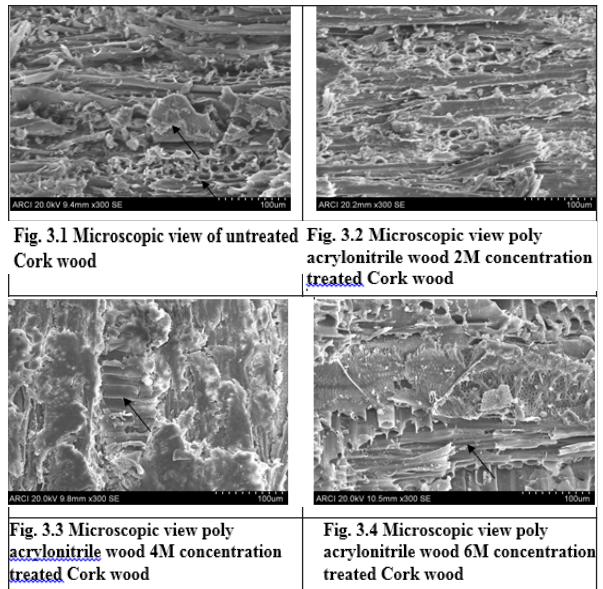 ARCI 20.0kV 9.4mm x300 SE 100um
ARCI 20.2mm x300 SE 100um
Fig. 3.1 Microscopic view of untreated
Cork wood
Fig. 3.2 Microscopic view poly
acrylonitrile wood 2M concentration
treated Cork wood
ARCI 20.0kV 9.8mm x300 SE 100um
ARCI 20.0kV 10.5mm x300 SE 100um
Fig. 3.3 Microscopic view poly
acrylonitrile wood 4M concentration
treated Cork wood
Fig. 3.4 Microscopic view poly
acrylonitrile wood 6M concentration
treated Cork wood